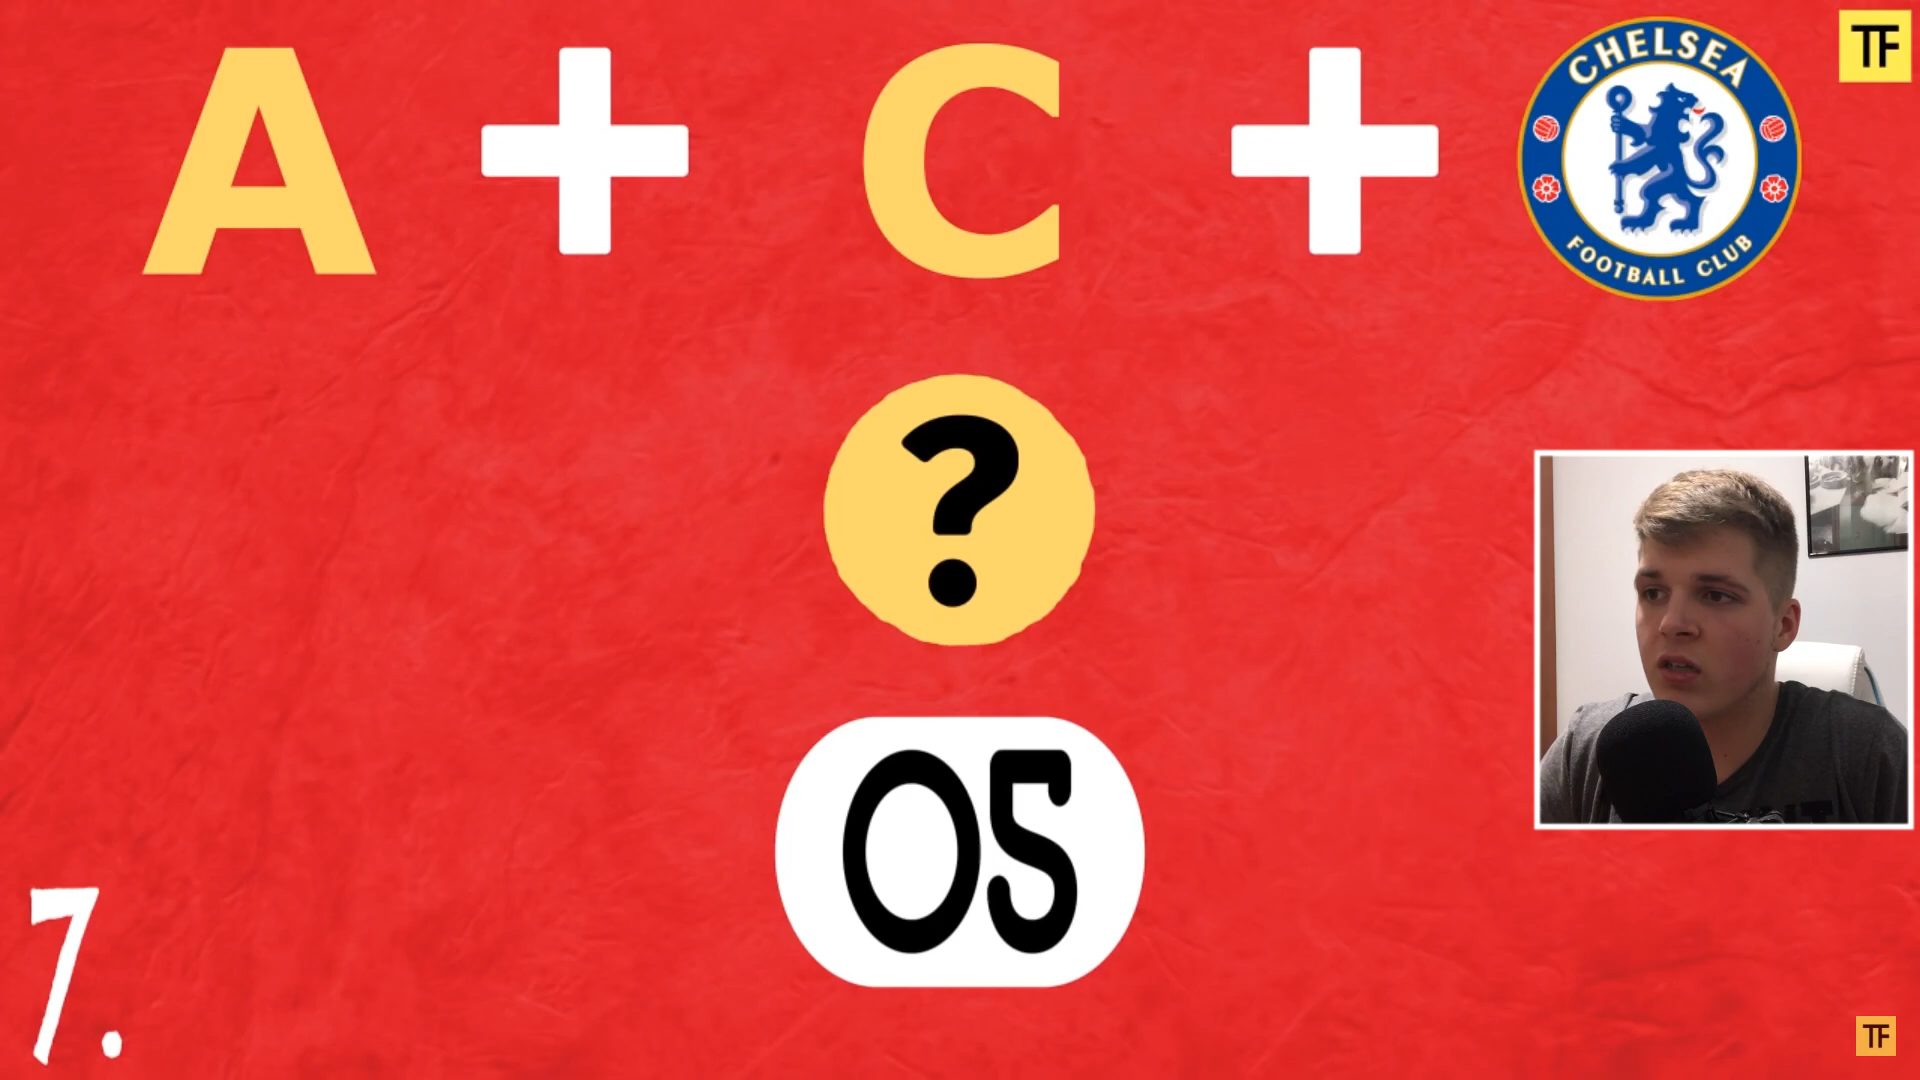 A + C +
CHELSEA
FOOTBALL CLUB
TF
?
05
7.
TF